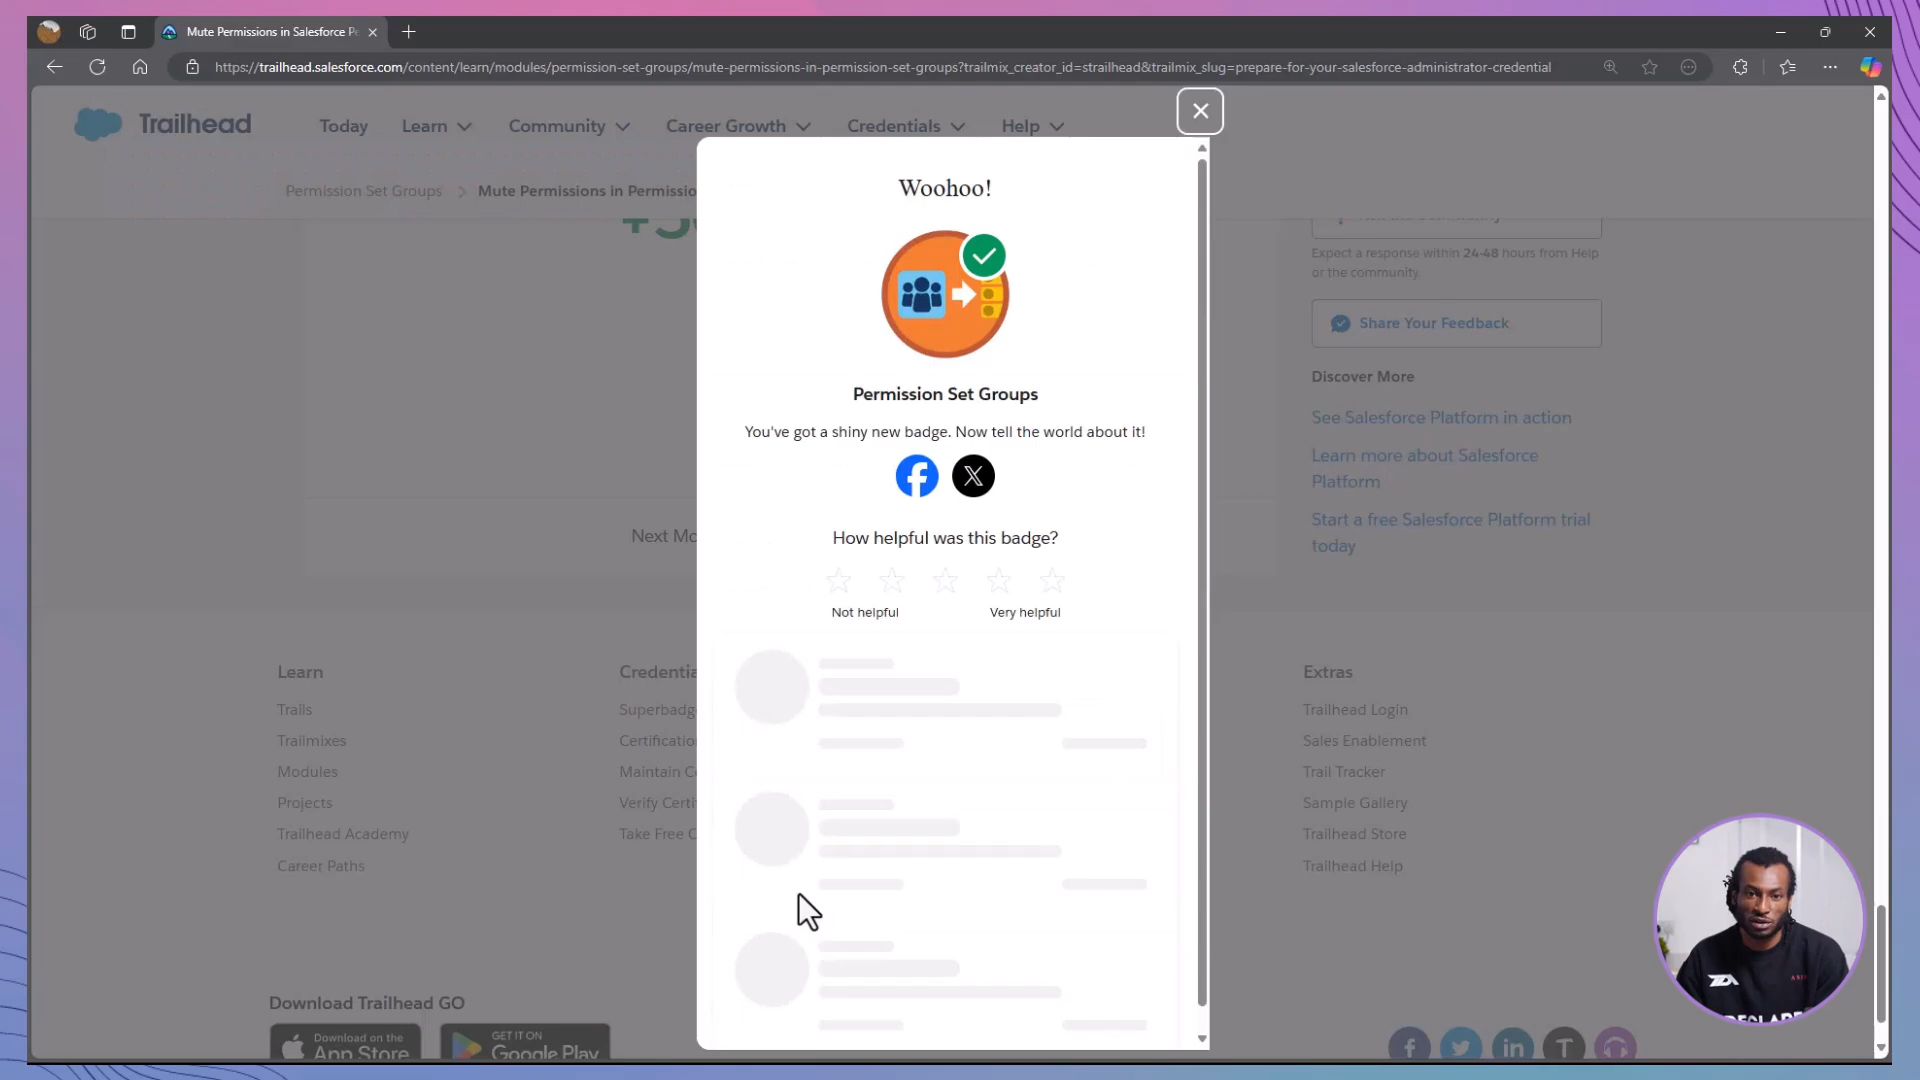 Mute Permissions in Salesforce Pe
https://trailhead.salesforce.com/content/learn/modules/permission-set-groups/mute-permissions-in-permission-set-groups?trailmix_creator_id=strailhead&trailmix_slug=prepare-for-your-salesforce-administrator-credential
Trailhead
Today
Learn
Community
Career Growth
Credentials
Help
Permission Set Groups
Mute Permissions in Permissio
Woohoo!
Permission Set Groups
You've got a shiny new badge. Now tell the world about it!
How helpful was this badge?
Not helpful
Very helpful
Expect a response within 24-48 hours from Help
or the community.
Share Your Feedback
Discover More
See Salesforce Platform in action
Learn more about Salesforce
Platform
Start a free Salesforce Platform trial
today
Next Mo
Learn
Trails
Trailmixes
Modules
Projects
Trailhead Academy
Career Paths
Credentia
Superbadg
Certificatio
Maintain C
Verify Certi
Take Free C
Extras
Trailhead Login
Sales Enablement
Trail Tracker
Sample Gallery
Trailhead Store
Trailhead Help
Download Trailhead GO
Download on the
App Store
GET IT ON
Google Play